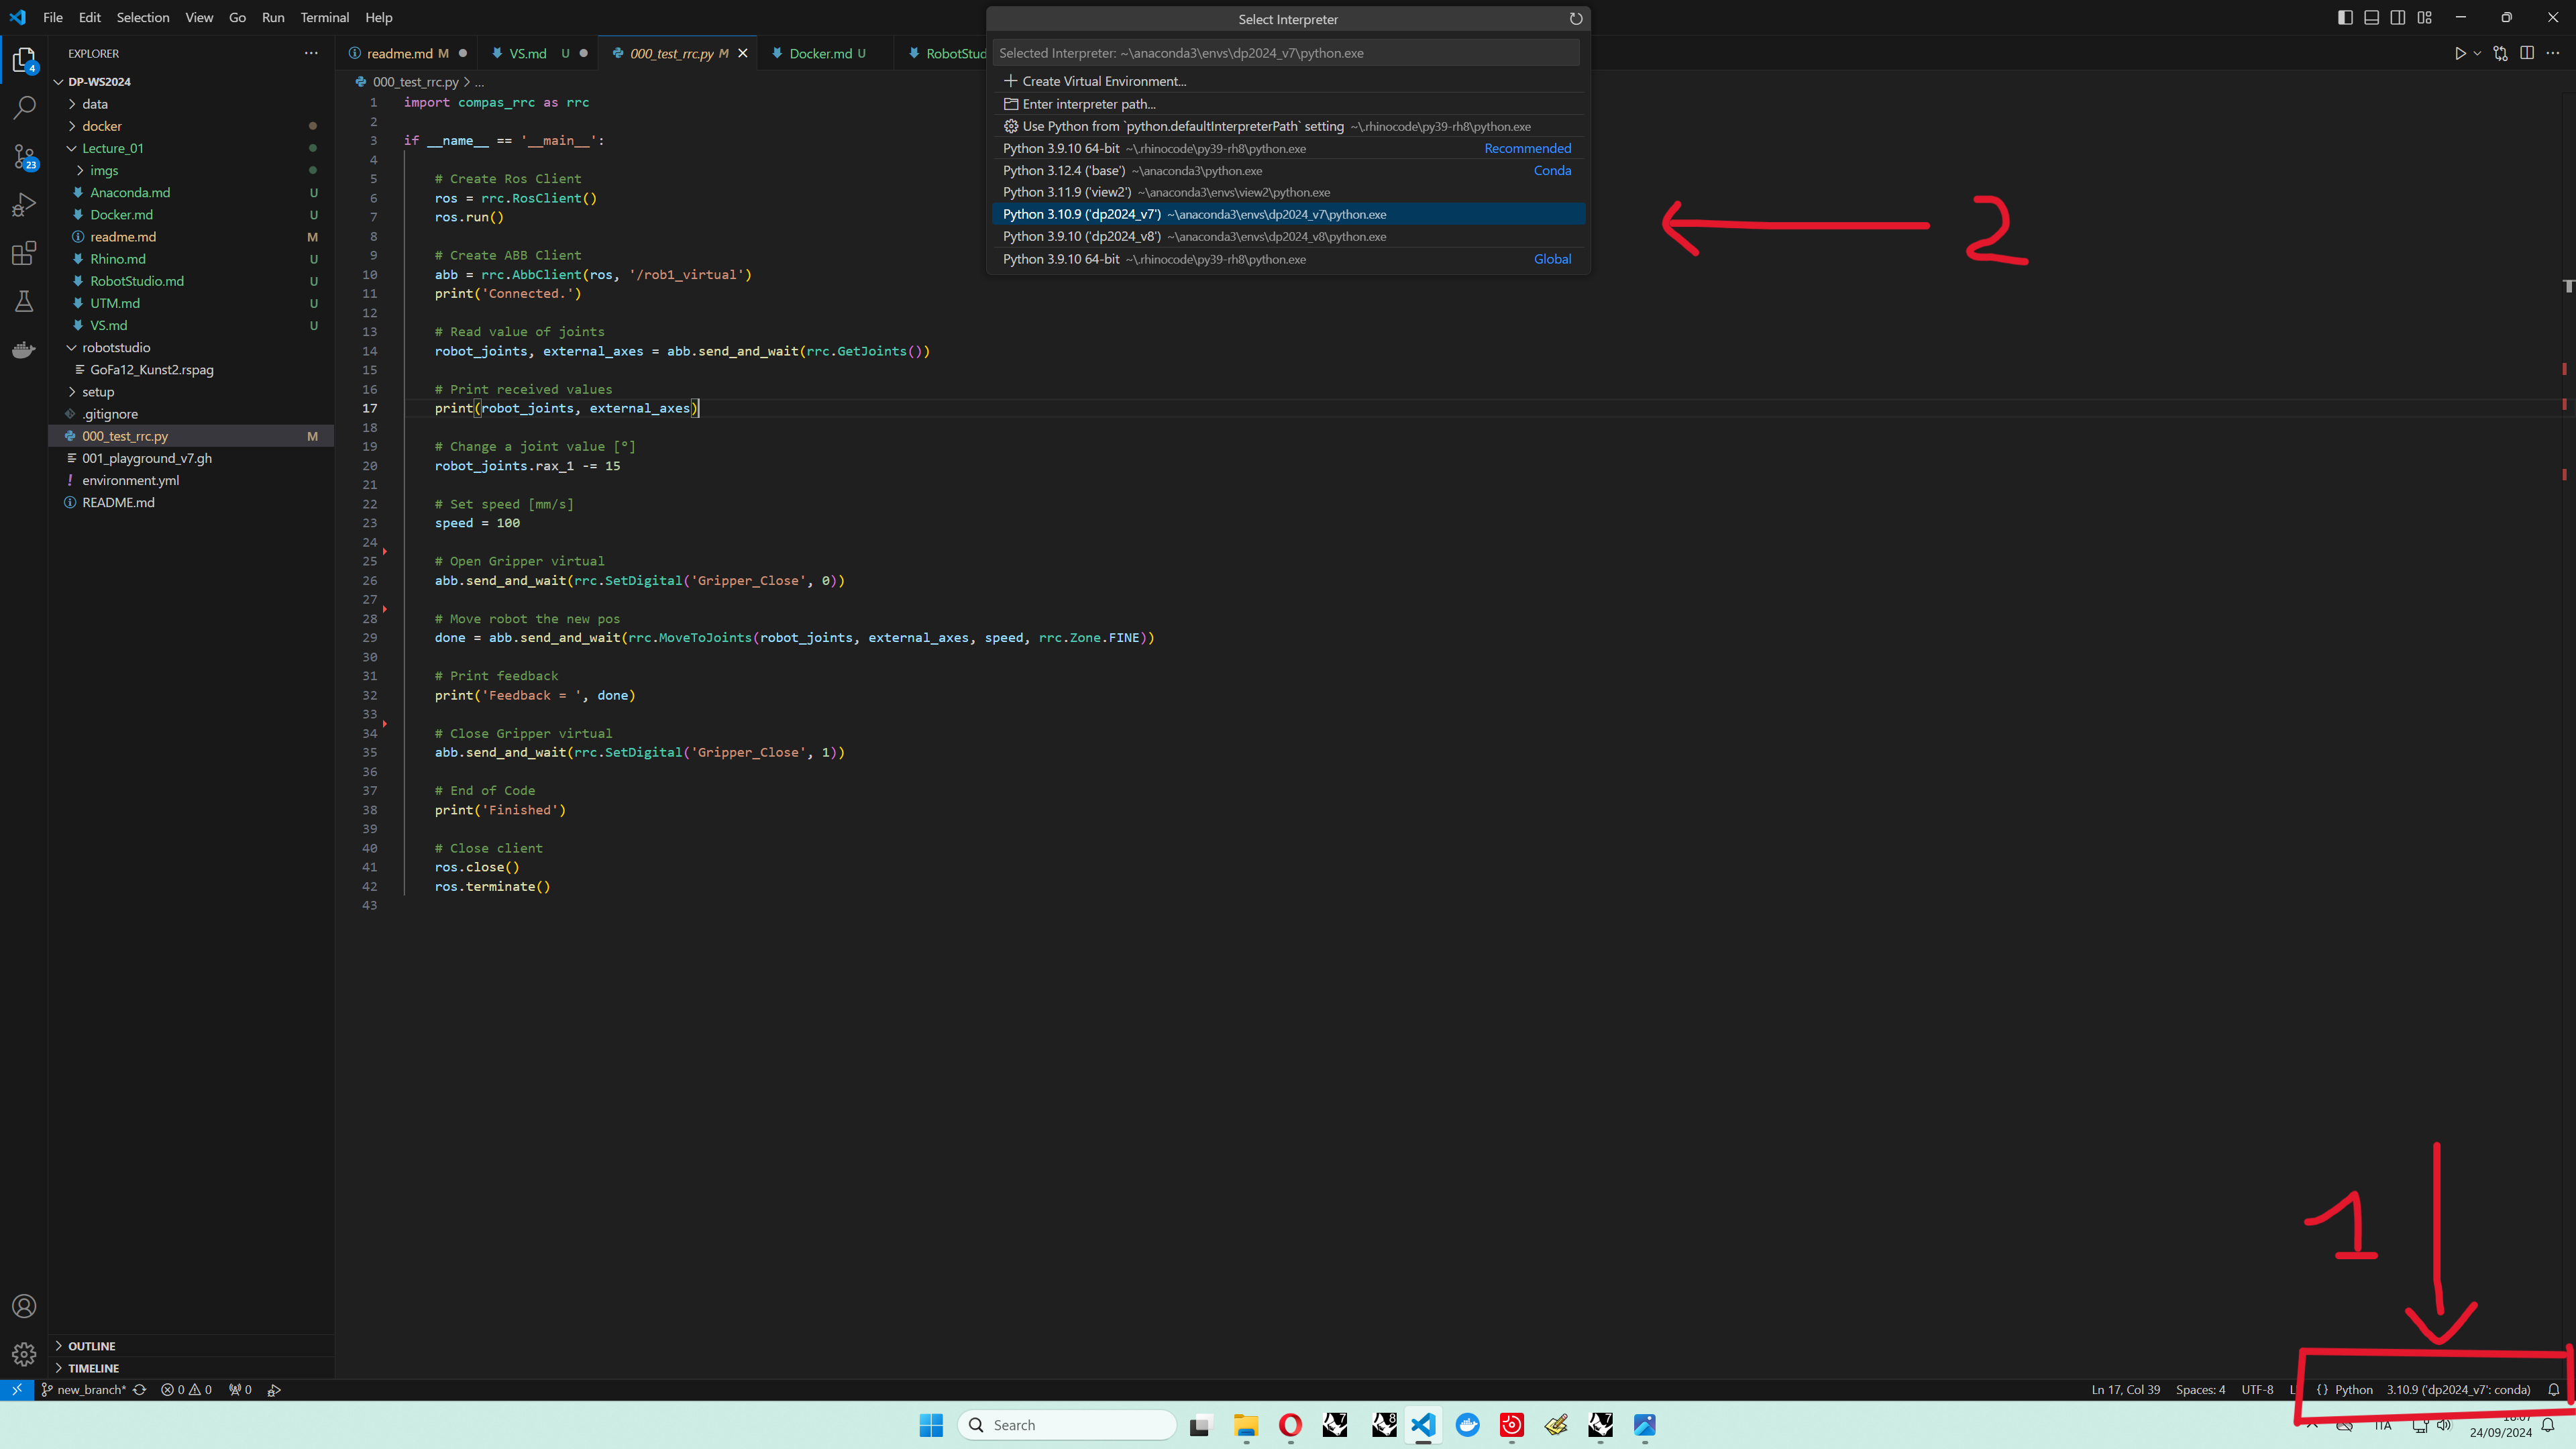 File Edit Selection View Go Run Terminal Help
Select Interpreter
EXPLORER
readme.md M
VS.md U
000_test_rrc.py M
Docker.md U
RobotStud
Selected Interpreter: ~\anaconda3\envs\dp2024_v7\python.exe
Create Virtual Environment...
Enter interpreter path...
Use Python from `python.defaultInterpreterPath` setting ~\.rhinocode\py39-rh8\python.exe
Python 3.9.10 64-bit ~\.rhinocode\py39-rh8\python.exe Recommended
Python 3.12.4 ('base') ~\anaconda3\python.exe Conda
Python 3.11.9 ('view2') ~\anaconda3\envs\view2\python.exe
Python 3.10.9 ('dp2024_v7') ~\anaconda3\envs\dp2024_v7\python.exe
Python 3.9.10 ('dp2024_v8') ~\anaconda3\envs\dp2024_v8\python.exe
Python 3.9.10 64-bit ~\.rhinocode\py39-rh8\python.exe Global
2
4
23
DP-WS2024
data
docker
Lecture_01
imgs
Anaconda.md U
Docker.md U
readme.md M
Rhino.md U
RobotStudio.md U
UTM.md U
VS.md U
robotstudio
GoFa12_Kunst2.rspag
setup
.gitignore
000_test_rrc.py M
001_playground_v7.gh
environment.yml
README.md
OUTLINE
TIMELINE
000_test_rrc.py > ...
1 import compas_rrc as rrc
2
3 if __name__ == '__main__':
4
5 # Create Ros Client
6 ros = rrc.RosClient()
7 ros.run()
8
9 # Create ABB Client
10 abb = rrc.AbbClient(ros, '/rob1_virtual')
11 print('Connected.')
12
13 # Read value of joints
14 robot_joints, external_axes = abb.send_and_wait(rrc.GetJoints())
15
16 # Print received values
17 print(robot_joints, external_axes)
18
19 # Change a joint value [°]
20 robot_joints.rax_1 -= 15
21
22 # Set speed [mm/s]
23 speed = 100
24
25 # Open Gripper virtual
26 abb.send_and_wait(rrc.SetDigital('Gripper_Close', 0))
27
28 # Move robot the new pos
29 done = abb.send_and_wait(rrc.MoveToJoints(robot_joints, external_axes, speed, rrc.Zone.FINE))
30
31 # Print feedback
32 print('Feedback = ', done)
33
34 # Close Gripper virtual
35 abb.send_and_wait(rrc.SetDigital('Gripper_Close', 1))
36
37 # End of Code
38 print('Finished')
39
40 # Close client
41 ros.close()
42 ros.terminate()
43
1
new_branch* 0 0 0
Ln 17, Col 39 Spaces: 4 UTF-8 {} Python 3.10.9 ('dp2024_v7': conda)
Search
7
8
7
ITA
24/09/2024